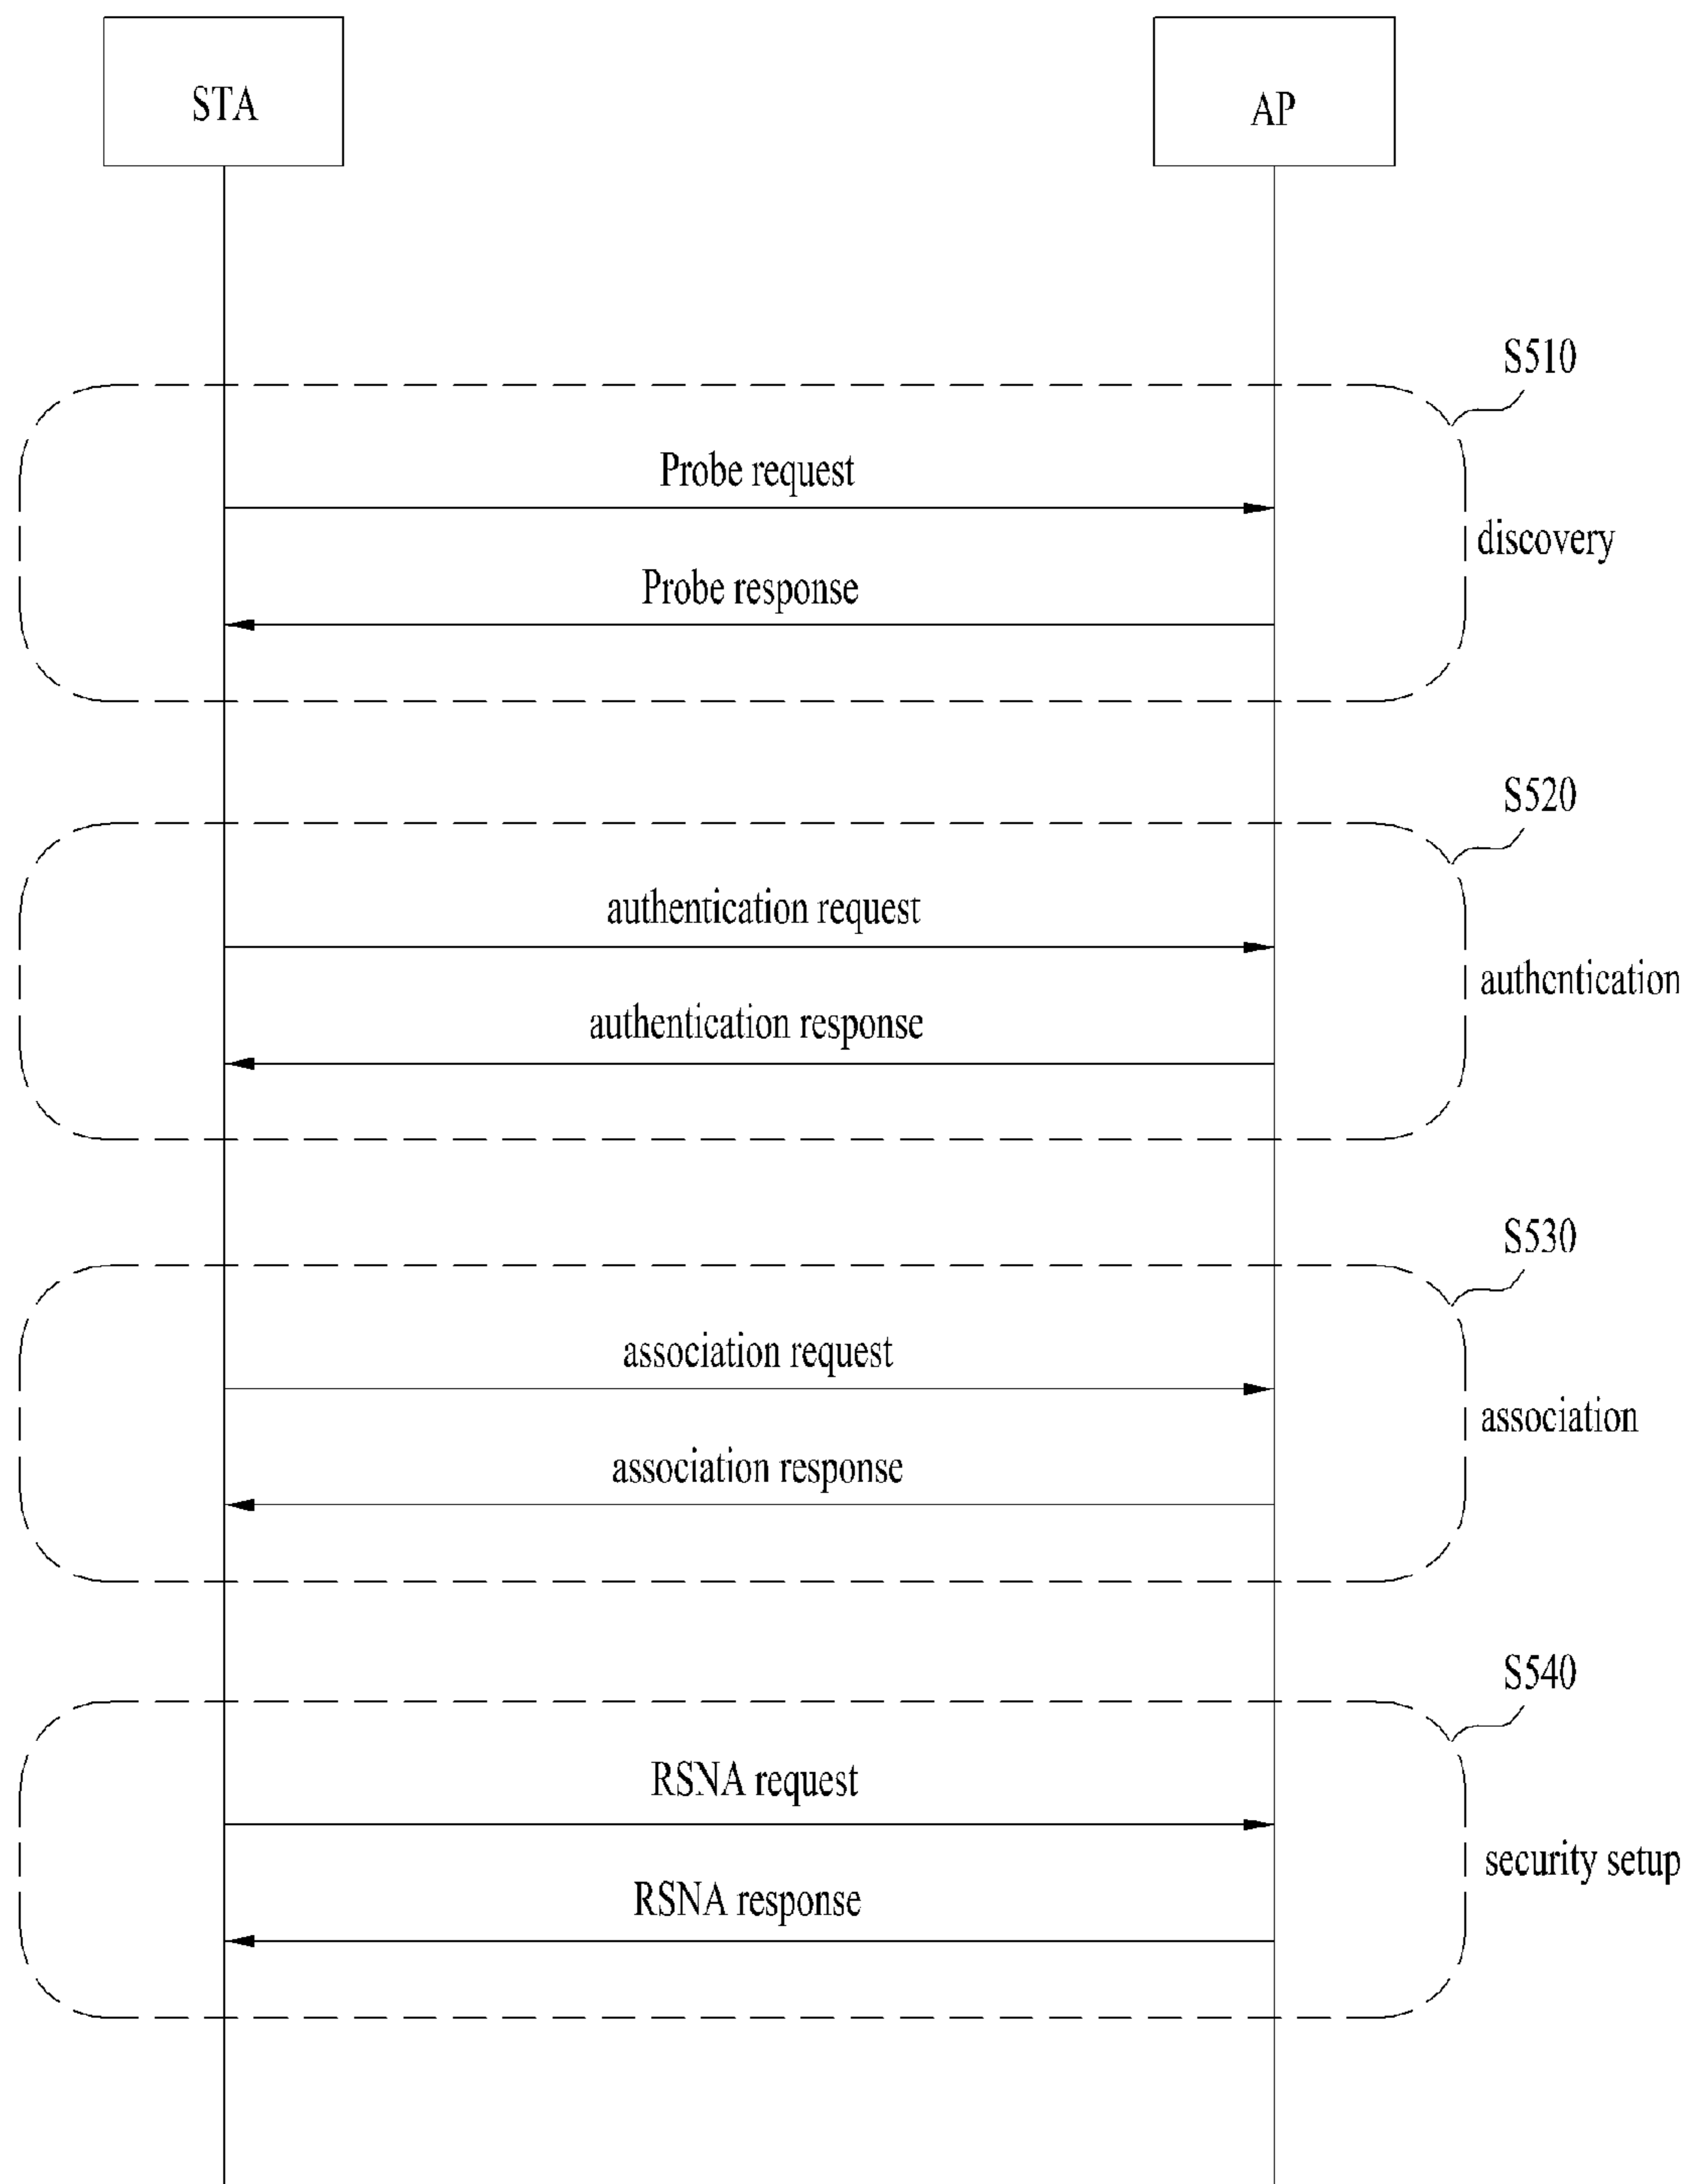 STA
AP
S510
Probe request
discovery
Probe response
S520
authentication request
authentication
authentication response
S530
association request
association
association response
S540
RSNA request
security setup
RSNA response